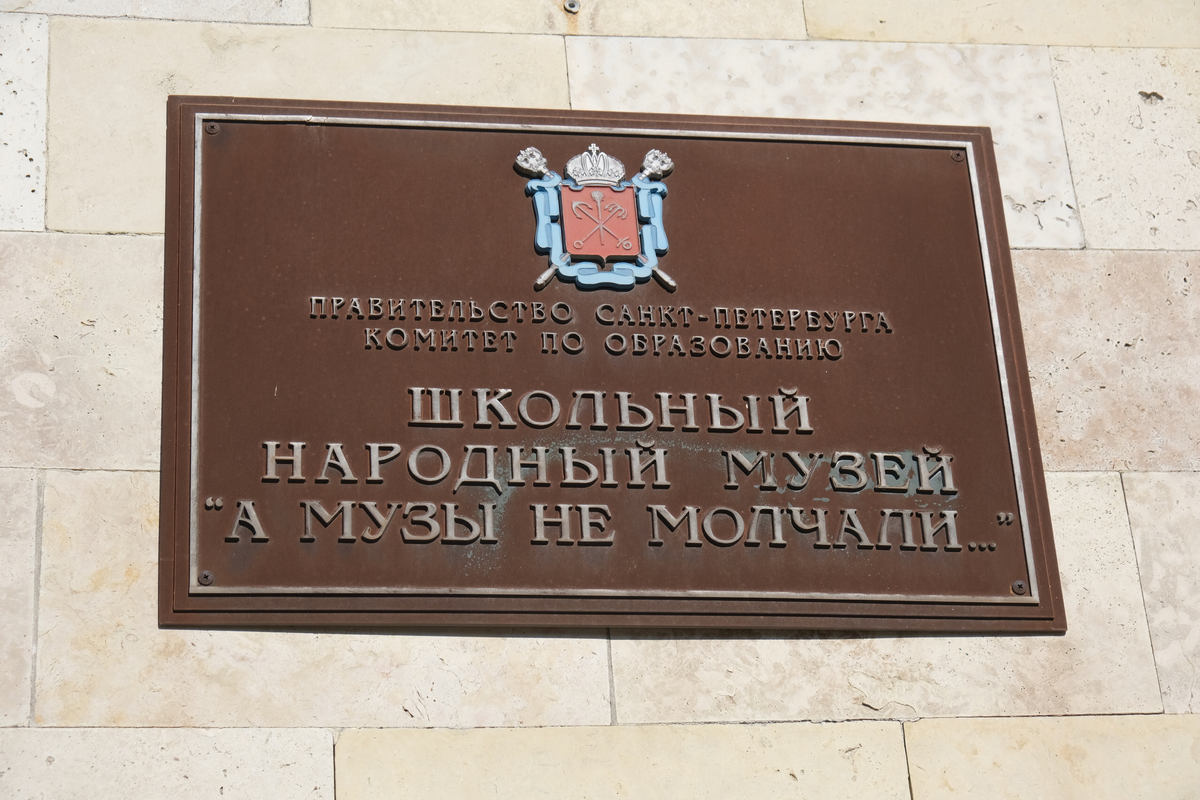 ПРАВИТЕЛЬСТВО САНКТ-ПЕТЕРБУРГА
КОМИТЕТ ПО ОБРАЗОВАНИЮ
ШКОЛЬНЫЙ
НАРОДНЫЙ МУЗЕЙ
“А МУЗЫ НЕ МОЛЧАЛИ...”